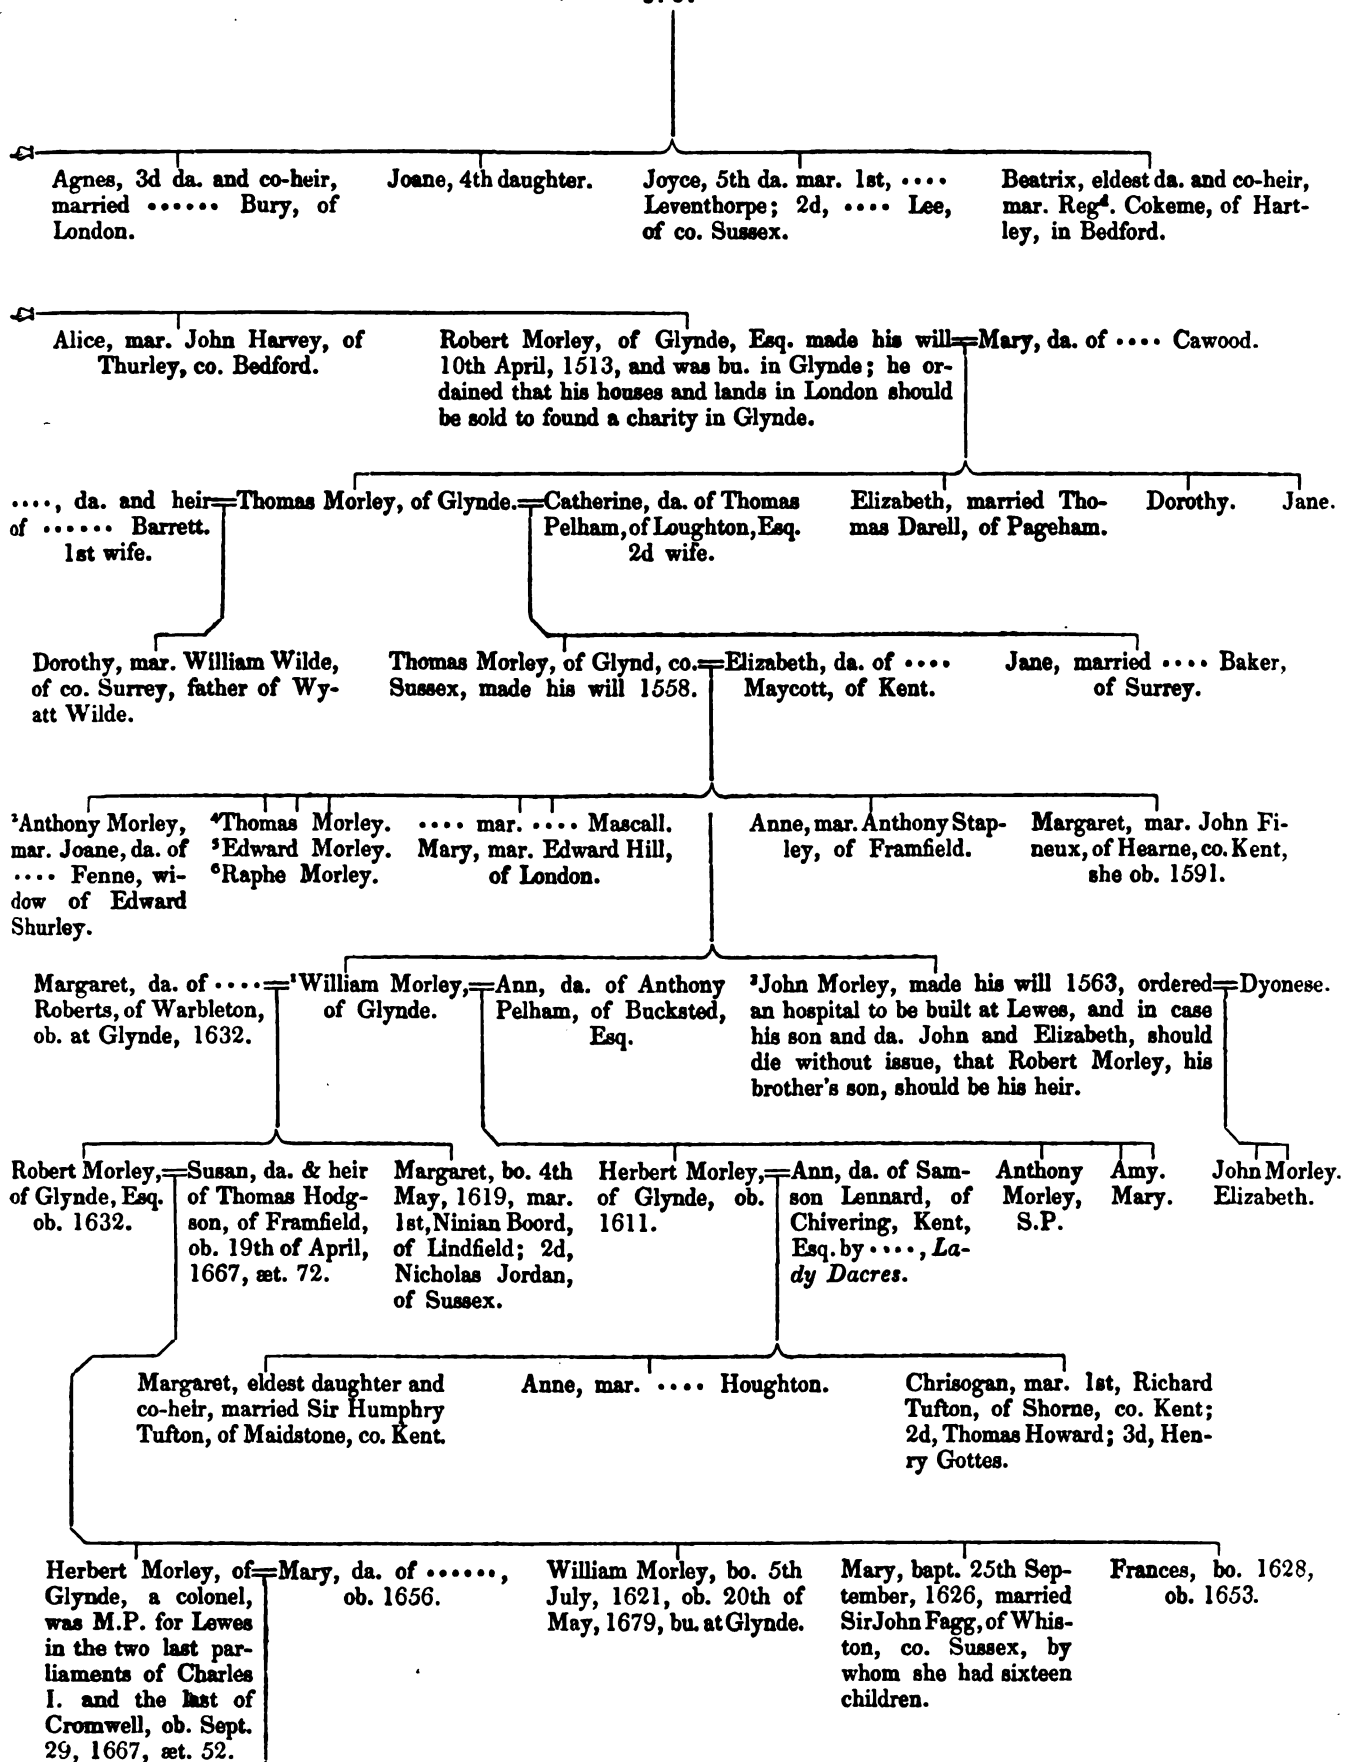 Agnes, 3d da. and co-heir,
married •••••• Bury, of
London.
Joane, 4th daughter.
Joyce, 5th da. mar. 1st, ••••
Leventhorpe; 2d, •••• Lee,
of co. Sussex.
Beatrix, eldest da. and co-heir,
mar. Regᵈ. Cokeme, of Hart-
ley, in Bedford.
Alice, mar. John Harvey, of
Thurley, co. Bedford.
Robert Morley, of Glynde, Esq. made his will
10th April, 1513, and was bu. in Glynde; he or-
dained that his houses and lands in London should
be sold to found a charity in Glynde.
Mary, da. of •••• Cawood.
••••, da. and heir
of •••••• Barrett.
1st wife.
Thomas Morley, of Glynde.
Catherine, da. of Thomas
Pelham, of Loughton, Esq.
2d wife.
Elizabeth, married Tho-
mas Darell, of Pageham.
Dorothy.
Jane.
Dorothy, mar. William Wilde,
of co. Surrey, father of Wy-
att Wilde.
Thomas Morley, of Glynd, co.
Sussex, made his will 1558.
Elizabeth, da. of ••••
Maycott, of Kent.
Jane, married •••• Baker,
of Surrey.
³Anthony Morley,
mar. Joane, da. of
•••• Fenne, wi-
dow of Edward
Shurley.
⁴Thomas Morley.
⁵Edward Morley.
⁶Raphe Morley.
•••• mar. •••• Mascall.
Mary, mar. Edward Hill,
of London.
Anne, mar. Anthony Stap-
ley, of Framfield.
Margaret, mar. John Fi-
neux, of Hearne, co. Kent,
she ob. 1591.
Margaret, da. of ••••
Roberts, of Warbleton,
ob. at Glynde, 1632.
¹William Morley,
of Glynde.
Ann, da. of Anthony
Pelham, of Bucksted,
Esq.
²John Morley, made his will 1563, ordered
an hospital to be built at Lewes, and in case
his son and da. John and Elizabeth, should
die without issue, that Robert Morley, his
brother's son, should be his heir.
Dyonese.
Robert Morley,
of Glynde, Esq.
ob. 1632.
Susan, da. & heir
of Thomas Hodg-
son, of Framfield,
ob. 19th of April,
1667, æt. 72.
Margaret, bo. 4th
May, 1619, mar.
1st, Ninian Boord,
of Lindfield; 2d,
Nicholas Jordan,
of Sussex.
Herbert Morley,
of Glynde, ob.
1611.
Ann, da. of Sam-
son Lennard, of
Chivering, Kent,
Esq. by ••••, La-
dy Dacres.
Anthony
Morley,
S.P.
Amy.
Mary.
John Morley.
Elizabeth.
Margaret, eldest daughter and
co-heir, married Sir Humphry
Tufton, of Maidstone, co. Kent.
Anne, mar. •••• Houghton.
Chrisogan, mar. 1st, Richard
Tufton, of Shorne, co. Kent;
2d, Thomas Howard; 3d, Hen-
ry Gottes.
Herbert Morley, of
Glynde, a colonel,
was M.P. for Lewes
in the two last par-
liaments of Charles
I. and the last of
Cromwell, ob. Sept.
29, 1667, æt. 52.
Mary, da. of ••••••,
ob. 1656.
William Morley, bo. 5th
July, 1621, ob. 20th of
May, 1679, bu. at Glynde.
Mary, bapt. 25th Sep-
tember, 1626, married
Sir John Fagg, of Whis-
ton, co. Sussex, by
whom she had sixteen
children.
Frances, bo. 1628,
ob. 1653.